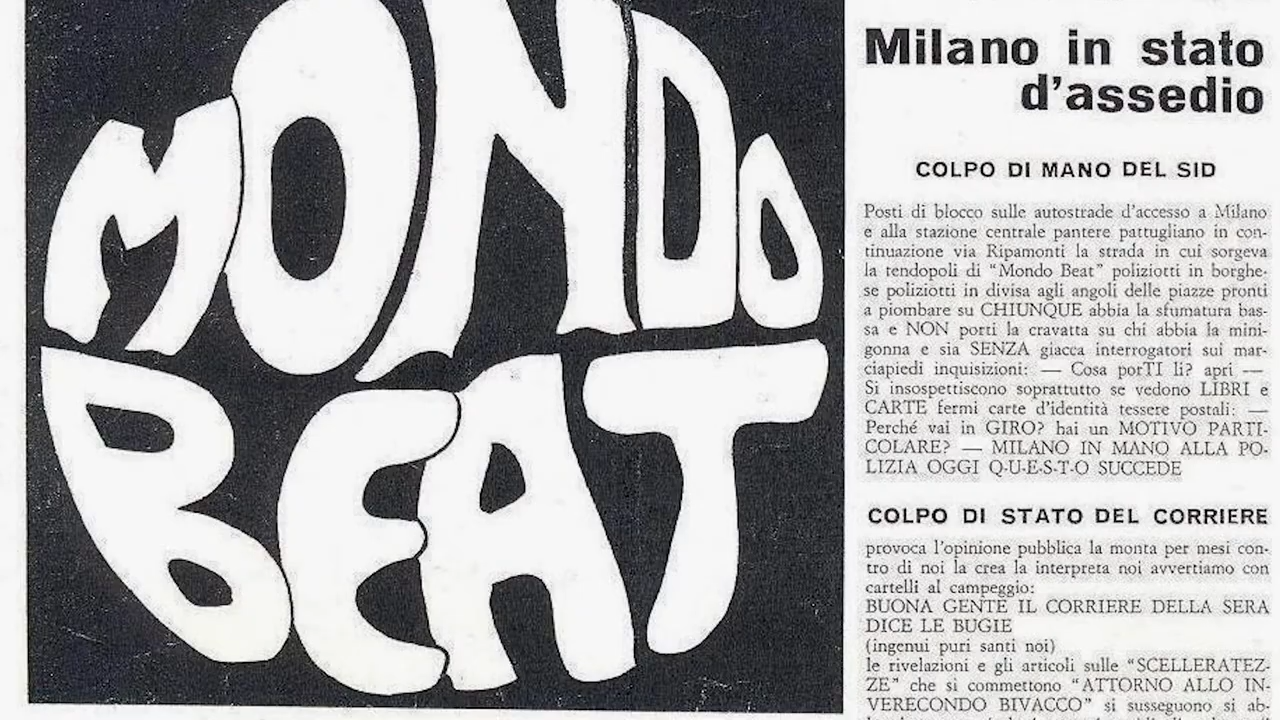 MONDO
BEAT
Milano in stato
d'assedio
COLPO DI MANO DEL SID
Posti di blocco sulle autostrade d'accesso a Milano
e alla stazione centrale pantere pattugliano in con-
tinuazione via Ripamonti la strada in cui sorgeva
la tendopoli di "Mondo Beat" poliziotti in borghe-
se poliziotti in divisa agli angoli delle piazze pronti
a piombare su CHIUNQUE abbia la sfumatura bas-
sa e NON porti la cravatta su chi abbia la mini-
gonna e sia SENZA giacca interrogatori sui mar-
ciapiedi inquisizioni: — Cosa porTI lì? apri —
Si insospettiscono soprattutto se vedono LIBRI e
CARTE fermi carte d'identità tessere postali: —
Perché vai in GIRO? hai un MOTIVO PARTI-
COLARE? — MILANO IN MANO ALLA PO-
LIZIA OGGI Q-U-E-S-T-O SUCCEDE
COLPO DI STATO DEL CORRIERE
provoca l'opinione pubblica la monta per mesi con-
tro di noi la crea la interpreta noi avvertiamo con
cartelli al campeggio:
BUONA GENTE IL CORRIERE DELLA SERA
DICE LE BUGIE
(ingenui puri santi noi)
le rivelazioni e gli articoli sulle "SCELLERATEZ-
ZE" che si commettono "ATTORNO ALLO IN-
VERECONDO BIVACCO" si susseguono si ab-